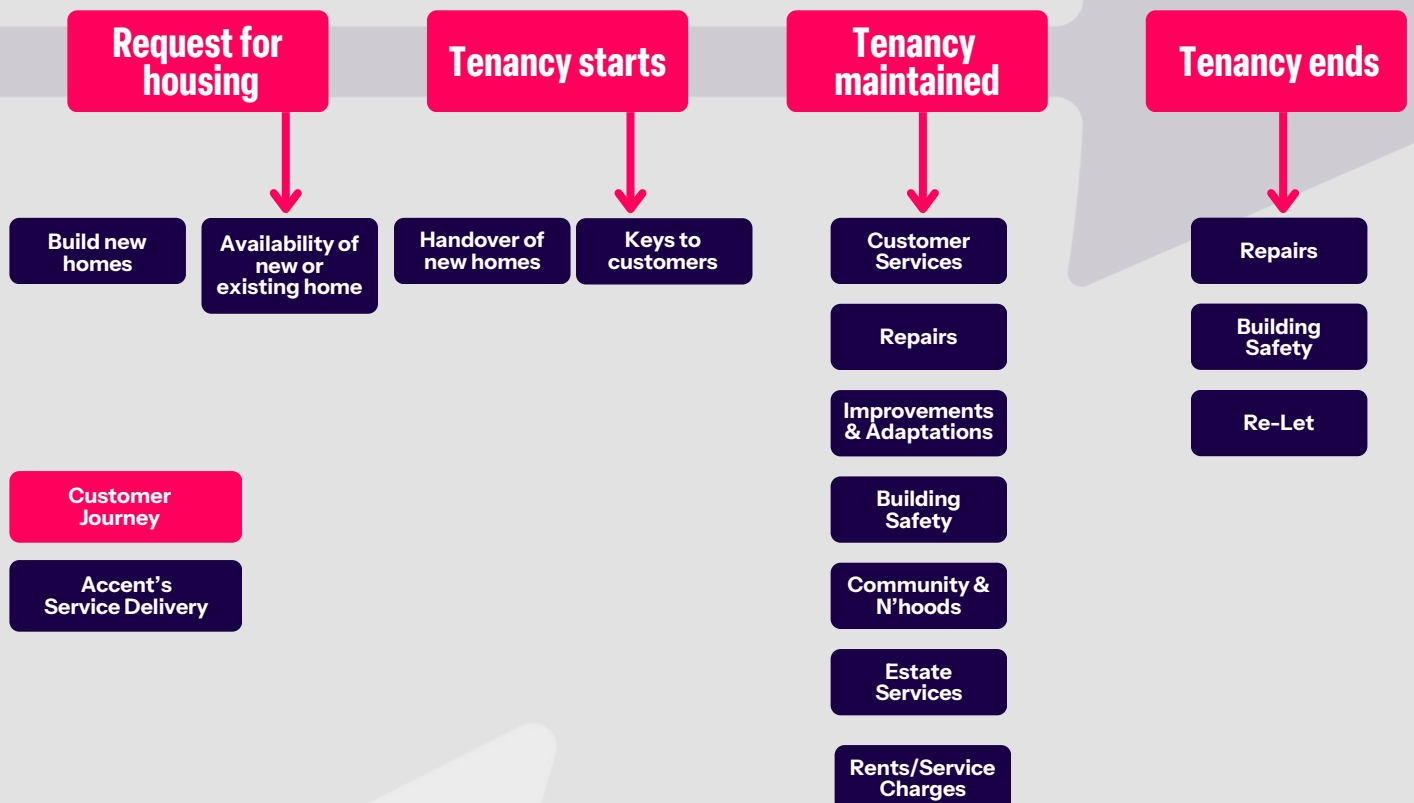 Request for
housing
Tenancy starts
Tenancy
maintained
Tenancy ends
Build new
homes
Availability of
new or
existing home
Handover of
new homes
Keys to
customers
Customer
Services
Repairs
Improvements
& Adaptations
Building
Safety
Community &
N’hoods
Estate
Services
Rents/Service
Charges
Repairs
Building
Safety
Re-Let
Customer
Journey
Accent’s
Service Delivery